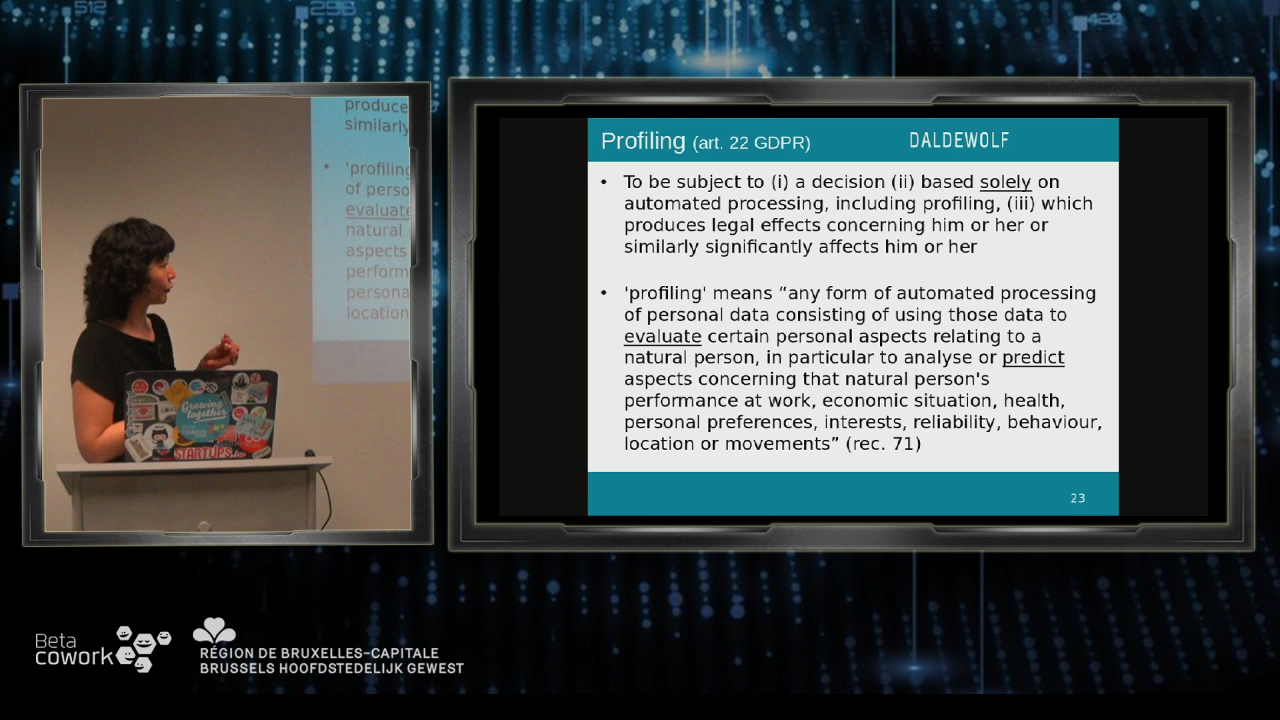 512
296
420
produce
similarly
• 'profiling
of perso
evaluate
natural
aspects
perform
persona
location
Growing
together
STARTUPS
Profiling (art. 22 GDPR)
DALDEWOLF
• To be subject to (i) a decision (ii) based solely on
automated processing, including profiling, (iii) which
produces legal effects concerning him or her or
similarly significantly affects him or her
• 'profiling' means “any form of automated processing
of personal data consisting of using those data to
evaluate certain personal aspects relating to a
natural person, in particular to analyse or predict
aspects concerning that natural person's
performance at work, economic situation, health,
personal preferences, interests, reliability, behaviour,
location or movements” (rec. 71)
23
Beta
cowork
RÉGION DE BRUXELLES-CAPITALE
BRUSSELS HOOFDSTEDELIJK GEWEST